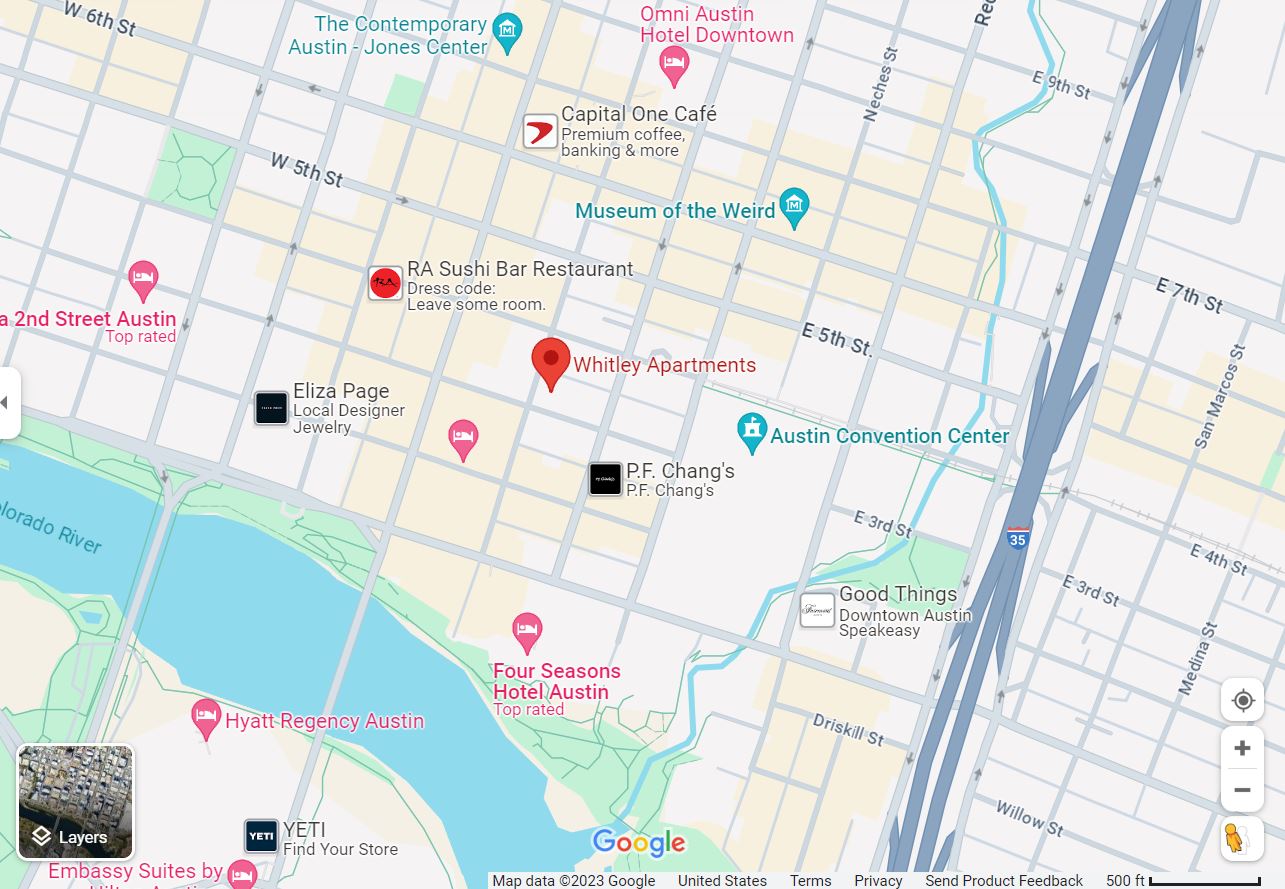 W 6th St
The Contemporary
Austin - Jones Center
Omni Austin
Hotel Downtown
Neches St
E 9th St
Capital One Café
Premium coffee,
banking & more
W 5th St
Museum of the Weird
RA Sushi Bar Restaurant
Dress code:
Leave some room.
E 7th St
a 2nd Street Austin
Top rated
E 5th St.
San Marcos St
Whitley Apartments
Eliza Page
Local Designer
Jewelry
Austin Convention Center
P.F. Chang's
P.F. Chang's
olorado River
E 3rd St
35
E 4th St
E 3rd St
Good Things
Downtown Austin
Speakeasy
Medina St
Four Seasons
Hotel Austin
Top rated
Hyatt Regency Austin
Driskill St
Willow St
Layers
YETI
YETI
Find Your Store
Google
Embassy Suites by
Map data ©2023 Google United States Terms Privacy Send Product Feedback 500 ft